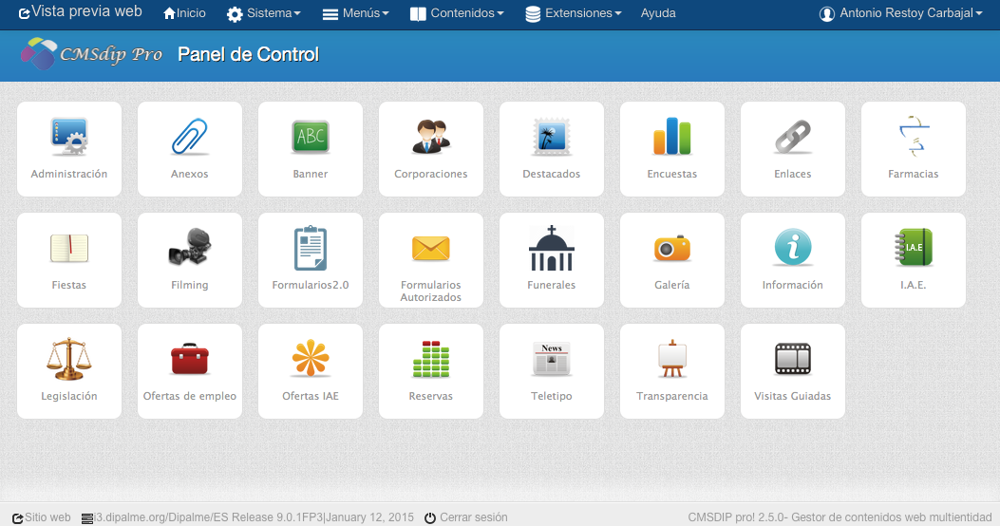 Vista previa web Inicio Sistema Menús Contenidos Extensiones Ayuda Antonio Restoy Carbajal
CMSdip Pro Panel de Control
ABC
Administración Anexos Banner Corporaciones Destacados Encuestas Enlaces Farmacias
I.A.E
Fiestas Filming Formularios2.0 Formularios Autorizados Funerales Galería Información I.A.E.
News
Legislación Ofertas de empleo Ofertas IAE Reservas Teletipo Transparencia Visitas Guiadas
Sitio web i3.dipalme.org/Dipalme/ES Release 9.0.1FP3|January 12, 2015 Cerrar sesión CMSDIP pro! 2.5.0- Gestor de contenidos web multientidad